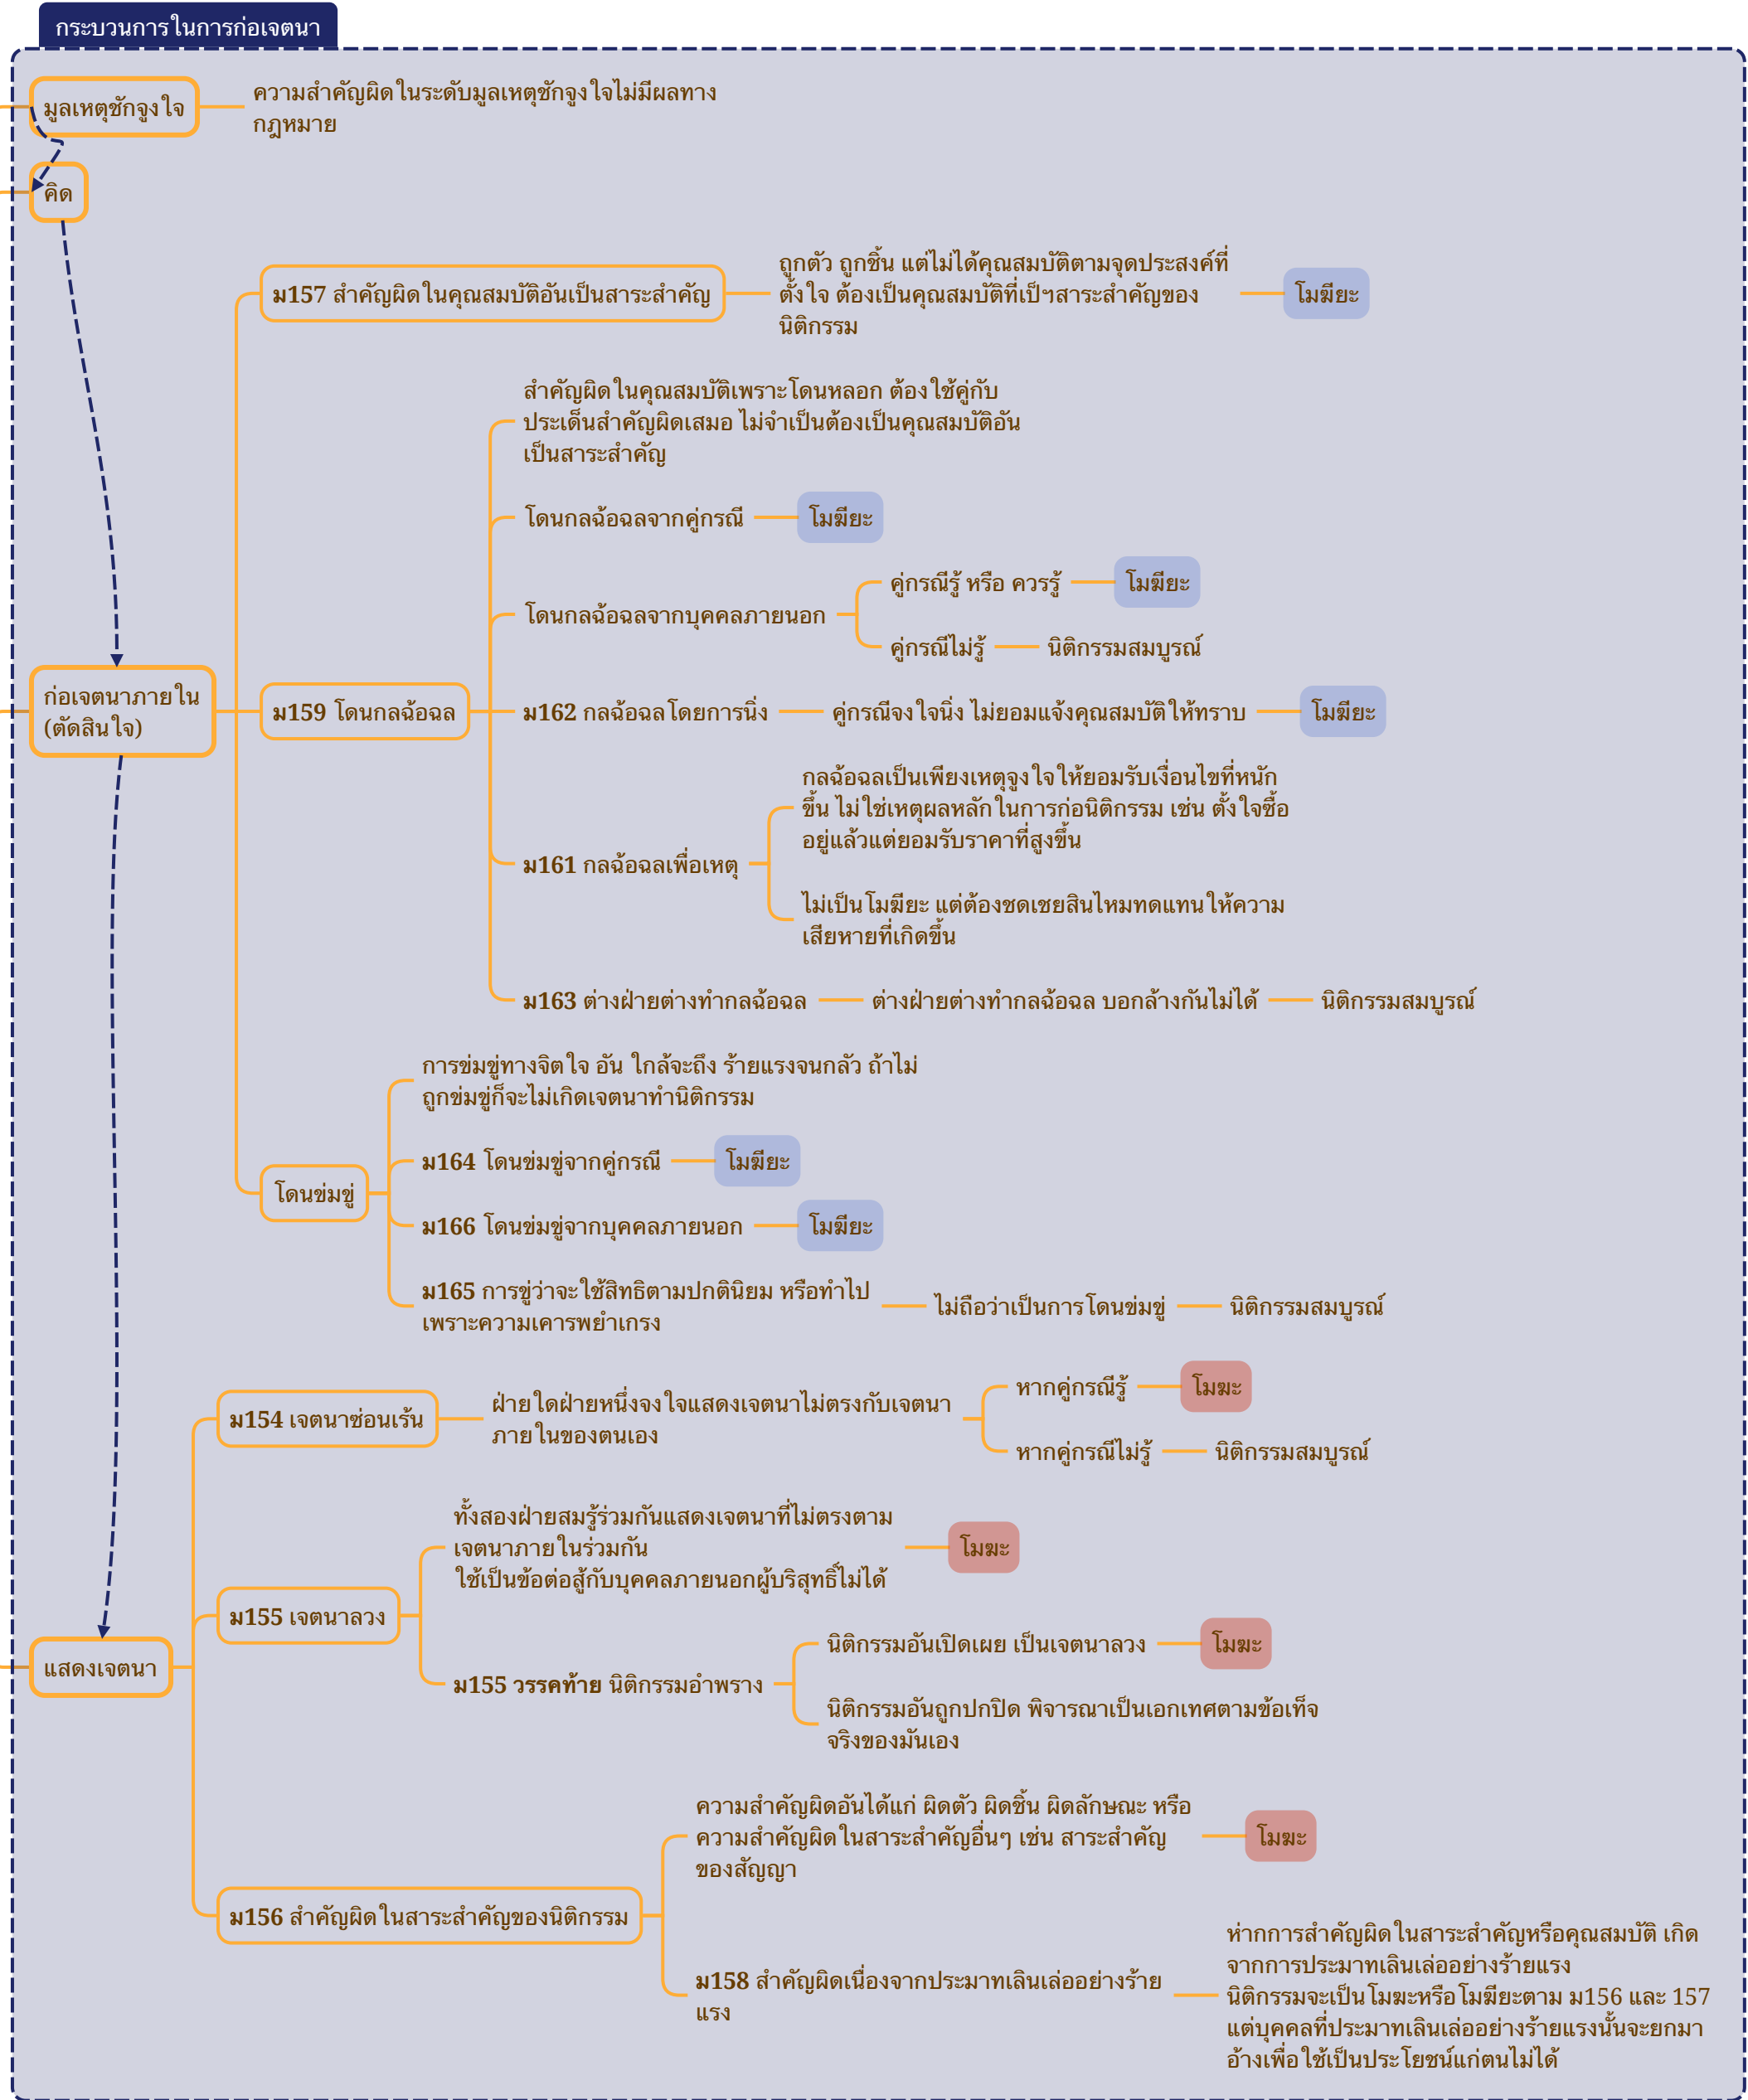 กระบวนการในการก่อเจตนา
มูลเหตุชักจูงใจ
ความสำคัญผิดในระดับมูลเหตุชักจูงใจไม่มีผลทาง
กฎหมาย
คิด
ม157 สำคัญผิดในคุณสมบัติอันเป็นสาระสำคัญ
ถูกตัว ถูกชิ้น แต่ไม่ได้คุณสมบัติตามจุดประสงค์ที่
ตั้งใจ ต้องเป็นคุณสมบัติที่เป็ฯสาระสำคัญของ
นิติกรรม
โมฆียะ
สำคัญผิดในคุณสมบัติเพราะโดนหลอก ต้องใช้คู่กับ
ประเด็นสำคัญผิดเสมอ ไม่จำเป็นต้องเป็นคุณสมบัติอัน
เป็นสาระสำคัญ
โดนกลฉ้อฉลจากคู่กรณี
โมฆียะ
โดนกลฉ้อฉลจากบุคคลภายนอก
คู่กรณีรู้ หรือ ควรรู้
โมฆียะ
คู่กรณีไม่รู้
นิติกรรมสมบูรณ์
ก่อเจตนาภายใน
(ตัดสินใจ)
ม159 โดนกลฉ้อฉล
ม162 กลฉ้อฉลโดยการนิ่ง
คู่กรณีจงใจนิ่ง ไม่ยอมแจ้งคุณสมบัติให้ทราบ
โมฆียะ
ม161 กลฉ้อฉลเพื่อเหตุ
กลฉ้อฉลเป็นเพียงเหตุจูงใจให้ยอมรับเงื่อนไขที่หนัก
ขึ้น ไม่ใช่เหตุผลหลักในการก่อนิติกรรม เช่น ตั้งใจซื้อ
อยู่แล้วแต่ยอมรับราคาที่สูงขึ้น
ไม่เป็นโมฆียะ แต่ต้องชดเชยสินไหมทดแทนให้ความ
เสียหายที่เกิดขึ้น
ม163 ต่างฝ่ายต่างทำกลฉ้อฉล
ต่างฝ่ายต่างทำกลฉ้อฉล บอกล้างกันไม่ได้
นิติกรรมสมบูรณ์
โดนข่มขู่
การข่มขู่ทางจิตใจ อัน ใกล้จะถึง ร้ายแรงจนกลัว ถ้าไม่
ถูกข่มขู่ก็จะไม่เกิดเจตนาทำนิติกรรม
ม164 โดนข่มขู่จากคู่กรณี
โมฆียะ
ม166 โดนข่มขู่จากบุคคลภายนอก
โมฆียะ
ม165 การขู่ว่าจะใช้สิทธิตามปกตินิยม หรือทำไป
เพราะความเคารพยำเกรง
ไม่ถือว่าเป็นการโดนข่มขู่
นิติกรรมสมบูรณ์
แสดงเจตนา
ม154 เจตนาซ่อนเร้น
ฝ่ายใดฝ่ายหนึ่งจงใจแสดงเจตนาไม่ตรงกับเจตนา
ภายในของตนเอง
หากคู่กรณีรู้
โมฆะ
หากคู่กรณีไม่รู้
นิติกรรมสมบูรณ์
ม155 เจตนาลวง
ทั้งสองฝ่ายสมรู้ร่วมกันแสดงเจตนาที่ไม่ตรงตาม
เจตนาภายในร่วมกัน
ใช้เป็นข้อต่อสู้กับบุคคลภายนอกผู้บริสุทธิ์ไม่ได้
โมฆะ
ม155 วรรคท้าย นิติกรรมอำพราง
นิติกรรมอันเปิดเผย เป็นเจตนาลวง
โมฆะ
นิติกรรมอันถูกปกปิด พิจารณาเป็นเอกเทศตามข้อเท็จ
จริงของมันเอง
ม156 สำคัญผิดในสาระสำคัญของนิติกรรม
ความสำคัญผิดอันได้แก่ ผิดตัว ผิดชิ้น ผิดลักษณะ หรือ
ความสำคัญผิดในสาระสำคัญอื่นๆ เช่น สาระสำคัญ
ของสัญญา
โมฆะ
ม158 สำคัญผิดเนื่องจากประมาทเลินเล่ออย่างร้าย
แรง
ห่ากการสำคัญผิดในสาระสำคัญหรือคุณสมบัติ เกิด
จากการประมาทเลินเล่ออย่างร้ายแรง
นิติกรรมจะเป็นโมฆะหรือโมฆียะตาม ม156 และ 157
แต่บุคคลที่ประมาทเลินเล่ออย่างร้ายแรงนั้นจะยกมา
อ้างเพื่อใช้เป็นประโยชน์แก่ตนไม่ได้